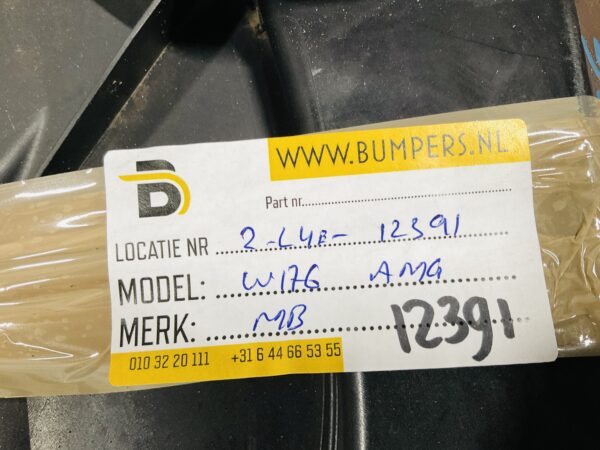 WWW.BUMPERS.NL
B
Part nr.
LOCATIE NR 2-L4E- 12391
MODEL: W176 AMG
MERK: MB
12391
010 32 20 111 +31 6 44 66 53 55